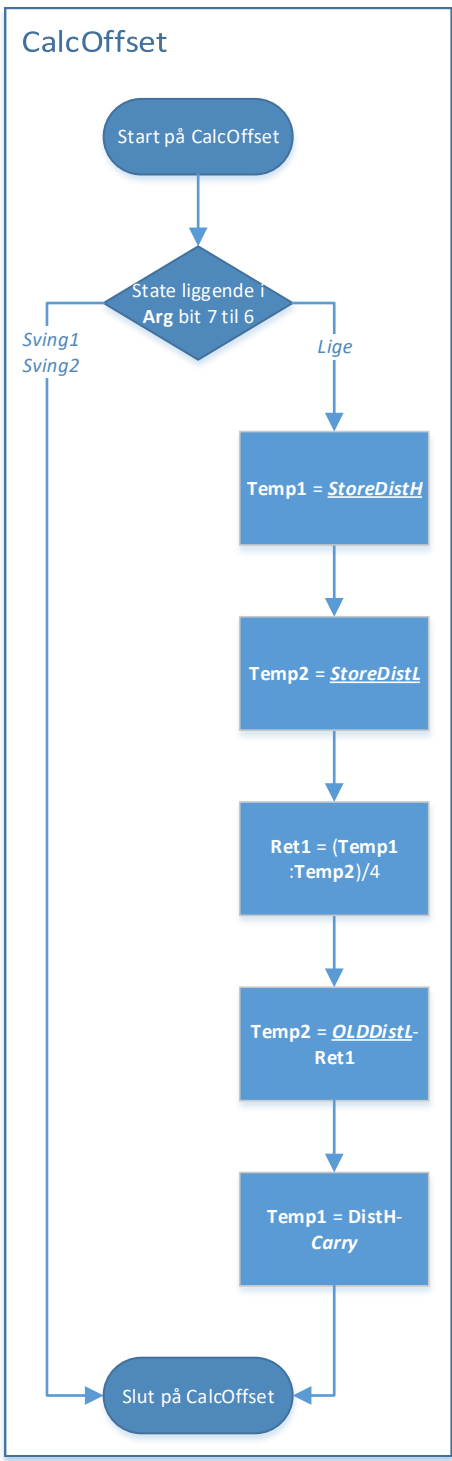 CalcOffset
Start på CalcOffset
State liggende i
Arg bit 7 til 6
Sving1
Sving2
Lige
Temp1 = StoreDistH
Temp2 = StoreDistL
Ret1 = (Temp1
:Temp2)/4
Temp2 = OLDDistL-
Ret1
Temp1 = DistH-
Carry
Slut på CalcOffset